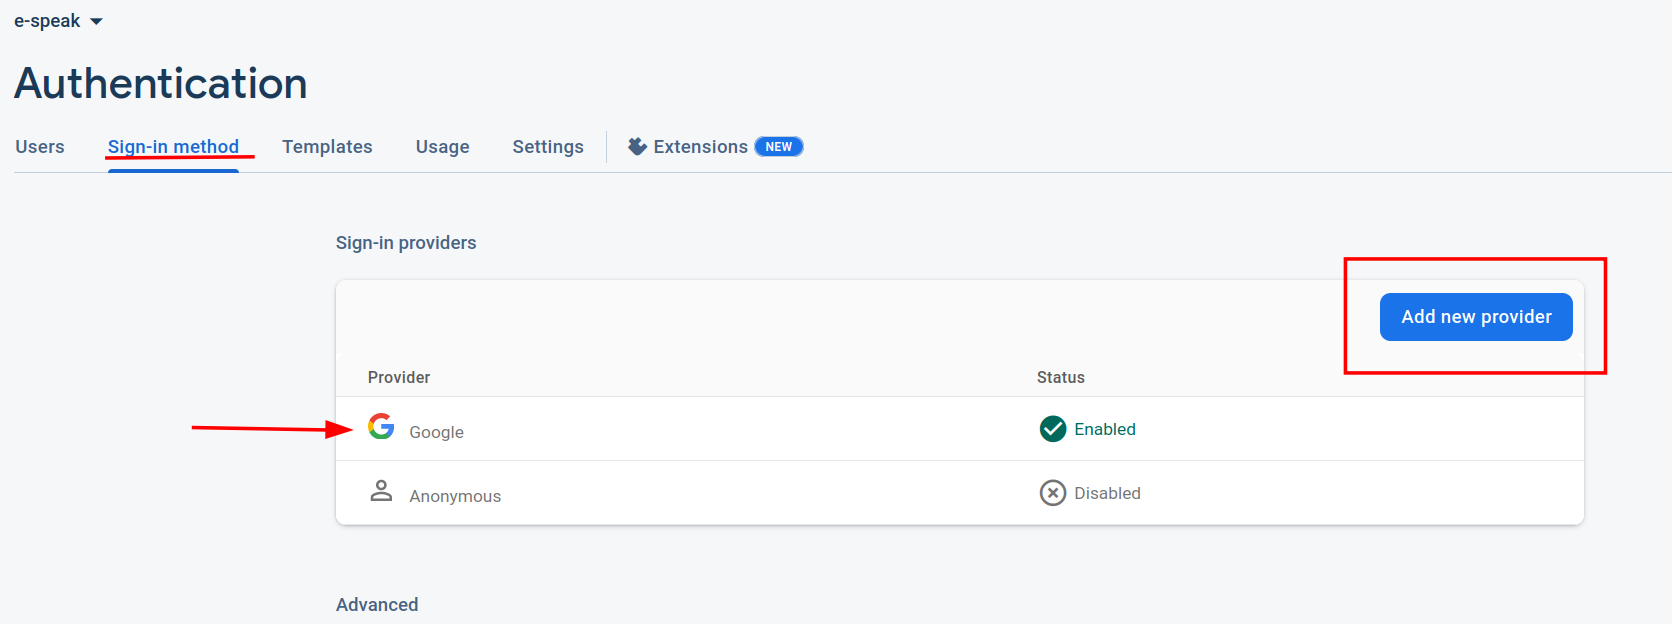 e-speak
Authentication
Users Sign-in method Templates Usage Settings Extensions NEW
Sign-in providers
Add new provider
Provider Status
Google Enabled
Anonymous Disabled
Advanced